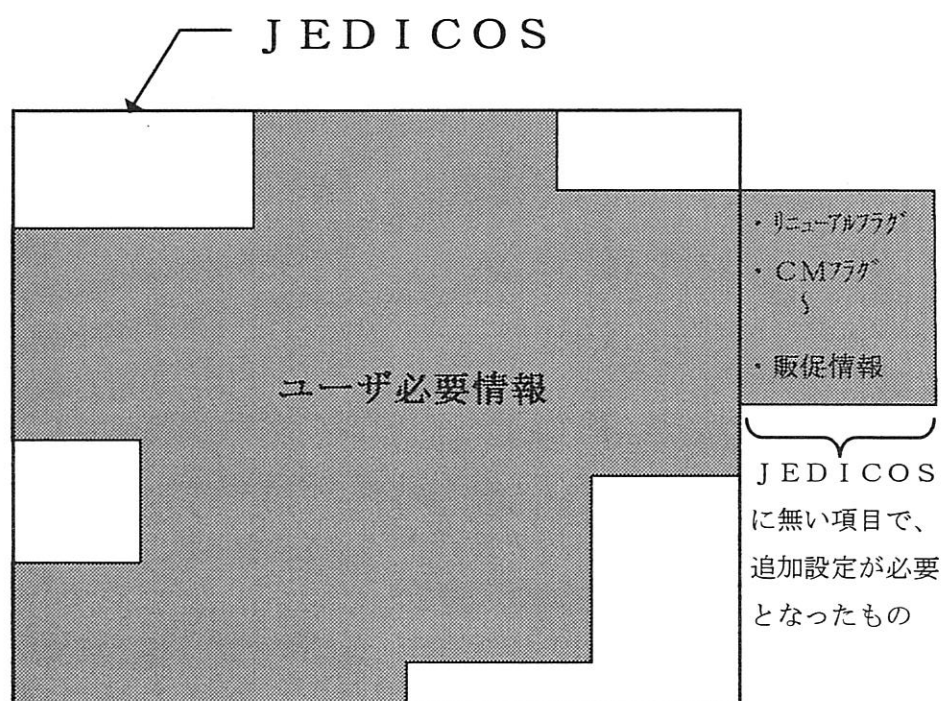 ＪＥＤＩＣＯＳ
・ﾘﾆｭｰｱﾙﾌﾗｸﾞ
・ＣＭﾌﾗｸﾞ
〜
・販促情報
ユーザ必要情報
ＪＥＤＩＣＯＳ
に無い項目で、
追加設定が必要
となったもの